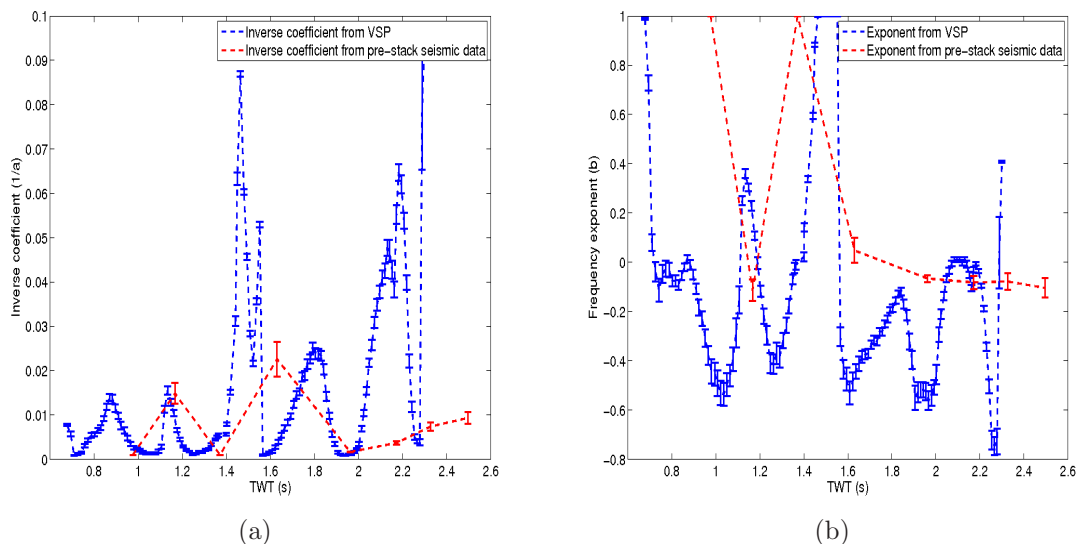 0.1
0.09
0.08
0.07
0.06
0.05
0.04
0.03
0.02
0.01
0
Inverse coefficient (1/a)
Inverse coefficient from VSP
Inverse coefficient from pre−stack seismic data
0.8 1 1.2 1.4 1.6 1.8 2 2.2 2.4 2.6
TWT (s)
(a)
1
0.8
0.6
0.4
0.2
0
−0.2
−0.4
−0.6
−0.8
Frequency exponent (b)
Exponent from VSP
Exponent from pre−stack seismic data
0.8 1 1.2 1.4 1.6 1.8 2 2.2 2.4 2.6
TWT (s)
(b)